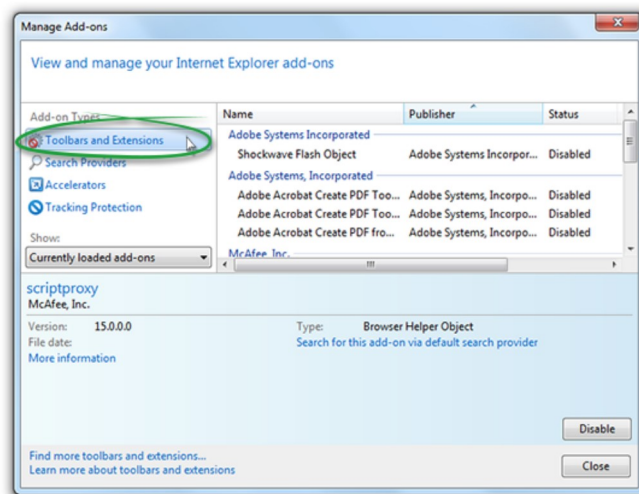 Manage Add-ons
View and manage your Internet Explorer add-ons
Add-on Types
Toolbars and Extensions
Search Providers
Accelerators
Tracking Protection
Show:
Currently loaded add-ons
Name Publisher Status
Adobe Systems Incorporated
Shockwave Flash Object Adobe Systems Incorpor... Disabled
Adobe Systems, Incorporated
Adobe Acrobat Create PDF Too... Adobe Systems, Incorpo... Disabled
Adobe Acrobat Create PDF Too... Adobe Systems, Incorpo... Disabled
Adobe Acrobat Create PDF fro... Adobe Systems, Incorpo... Disabled
McAfee, Inc.
scriptproxy
McAfee, Inc.
Version: 15.0.0.0 Type: Browser Helper Object
File date: Search for this add-on via default search provider
More information
Disable
Find more toolbars and extensions...
Learn more about toolbars and extensions
Close